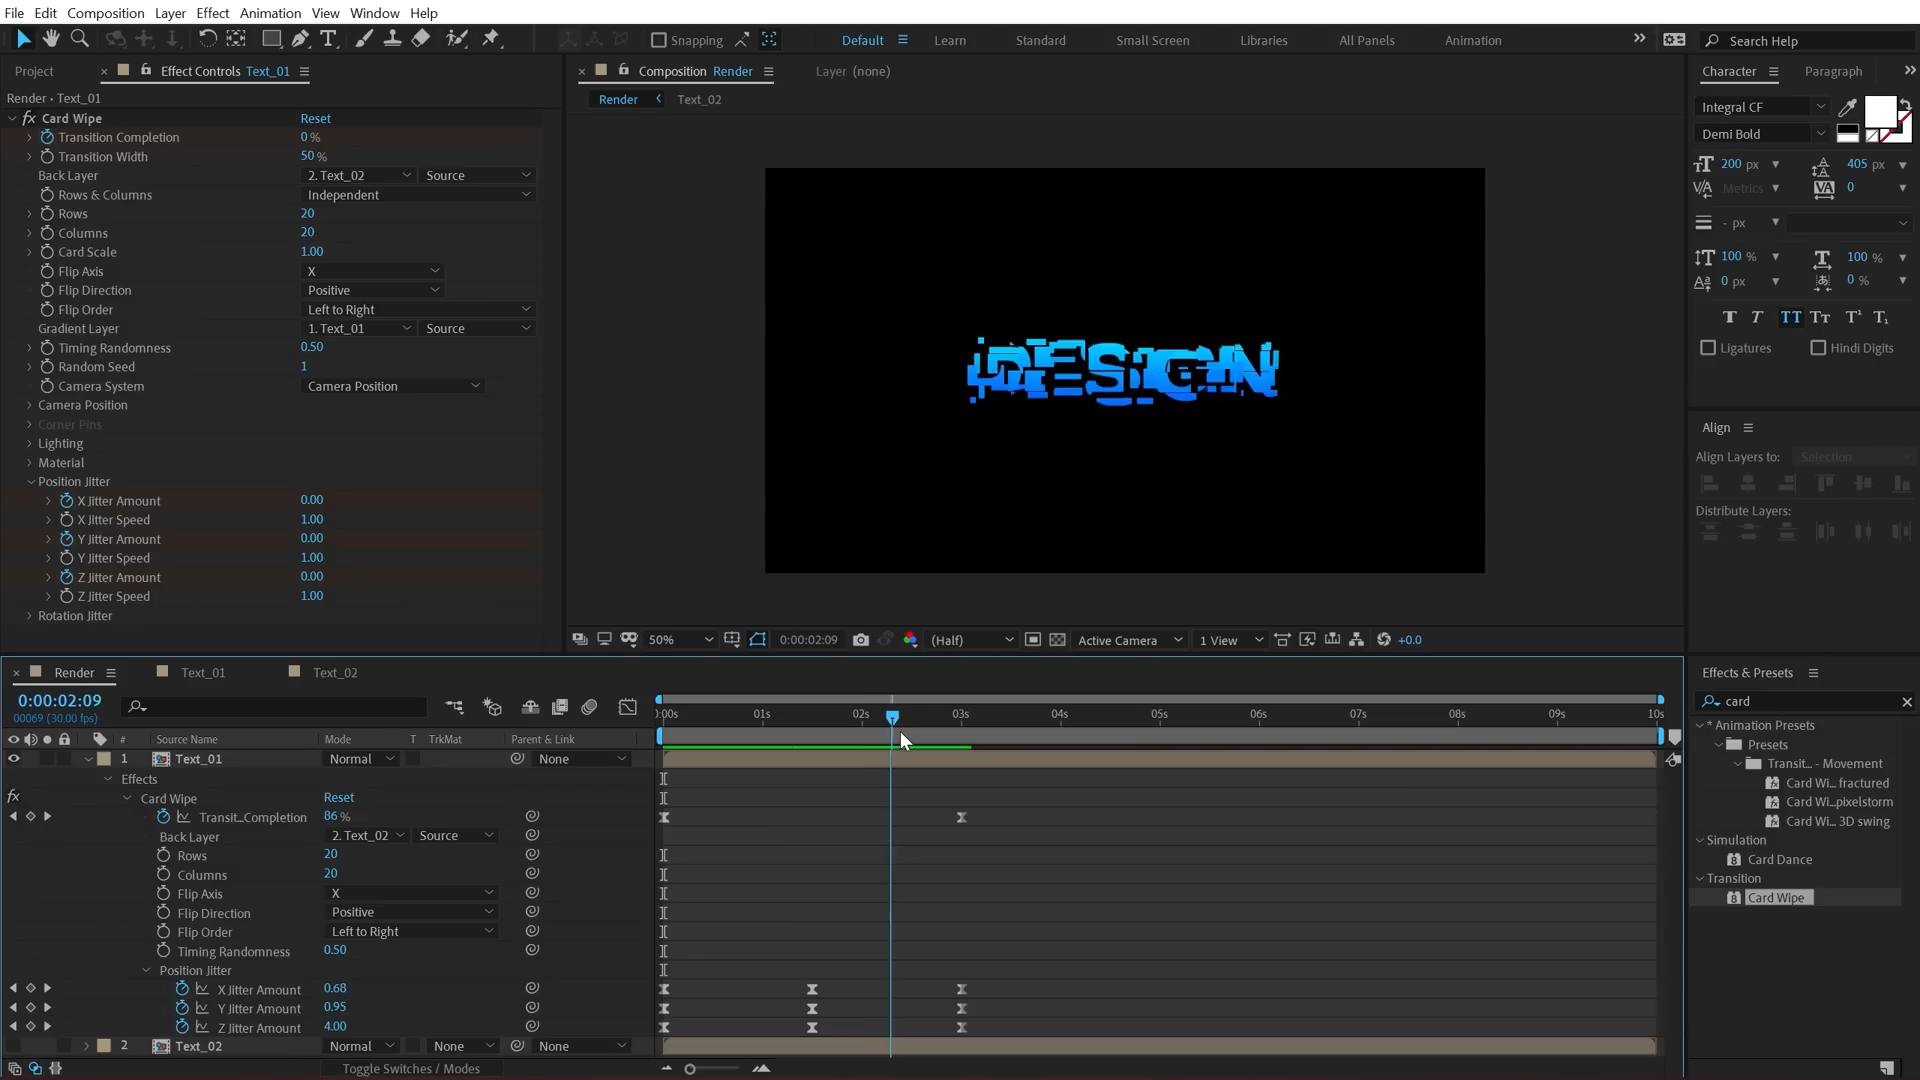 File Edit Composition Layer Effect Animation View Window Help
Snapping
Default Learn Standard Small Screen Libraries All Panels Animation
Search Help
Project Effect Controls Text_01
Render • Text_01
Card Wipe Reset
Transition Completion 0 %
Transition Width 50 %
Back Layer 2. Text_02 Source
Rows & Columns Independent
Rows 20
Columns 20
Card Scale 1.00
Flip Axis X
Flip Direction Positive
Flip Order Left to Right
Gradient Layer 1. Text_01 Source
Timing Randomness 0.50
Random Seed 1
Camera System Camera Position
Camera Position
Corner Pins
Lighting
Material
Position Jitter
X Jitter Amount 0.00
X Jitter Speed 1.00
Y Jitter Amount 0.00
Y Jitter Speed 1.00
Z Jitter Amount 0.00
Z Jitter Speed 1.00
Rotation Jitter
Composition Render Layer (none)
Render Text_02
DESIGN
50% 0:00:02:09 (Half) Active Camera 1 View +0.0
Character Paragraph
Integral CF
Demi Bold
200 px 405 px
Metrics 0
- px
100 % 100 %
0 px 0 %
T T TT Tt T¹ T₁
Ligatures Hindi Digits
Align
Align Layers to: Selection
Distribute Layers:
Effects & Presets
card
* Animation Presets
Presets
Transit... - Movement
Card Wi... fractured
Card Wi...pixelstorm
Card Wi... 3D swing
Simulation
Card Dance
Transition
Card Wipe
Render Text_01 Text_02
0:00:02:09
00069 (30.00 fps)
:00s 01s 02s 03s 04s 05s 06s 07s 08s 09s 10s
# Source Name Mode T TrkMat Parent & Link
1 Text_01 Normal None
Effects
fx Card Wipe Reset
Transit...Completion 86 %
Back Layer 2. Text_02 Source
Rows 20
Columns 20
Flip Axis X
Flip Direction Positive
Flip Order Left to Right
Timing Randomness 0.50
Position Jitter
X Jitter Amount 0.68
Y Jitter Amount 0.95
Z Jitter Amount 4.00
2 Text_02 Normal None None
Toggle Switches / Modes